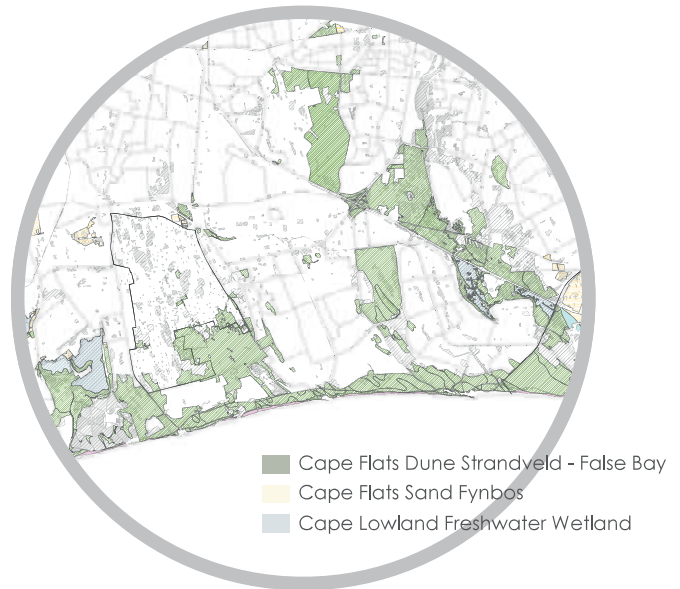 Cape Flats Dune Strandveld - False Bay
Cape Flats Sand Fynbos
Cape Lowland Freshwater Wetland